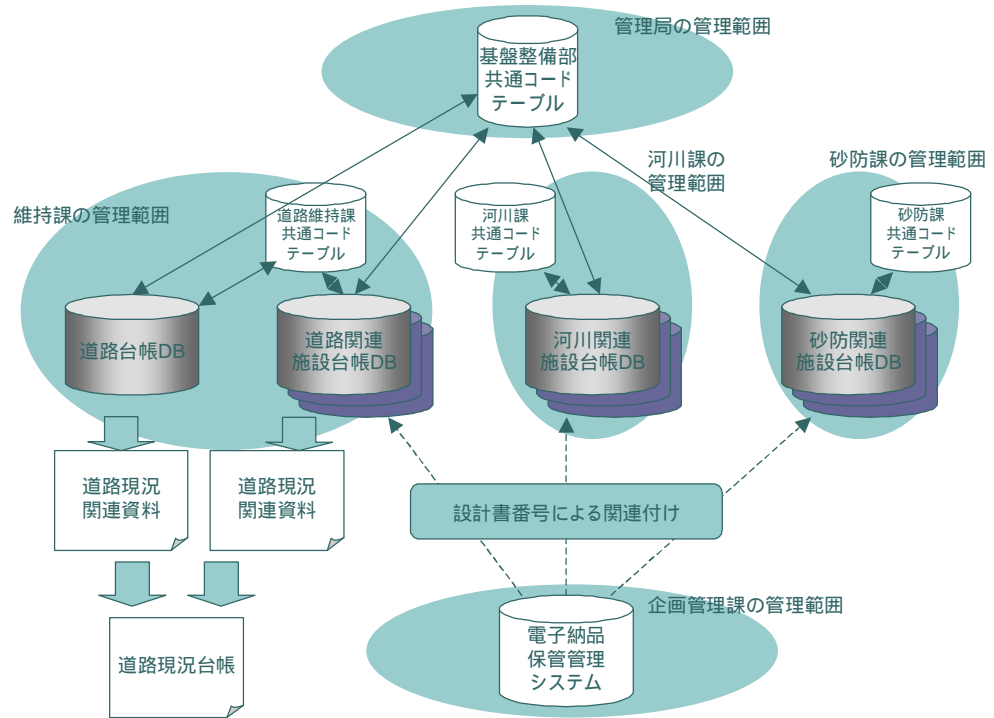 管理局の管理範囲
基盤整備部
共通コード
テーブル
河川課の
管理範囲
砂防課の管理範囲
維持課の管理範囲
道路維持課
共通コード
テーブル
河川課
共通コード
テーブル
砂防課
共通コード
テーブル
道路台帳DB
道路関連
施設台帳DB
河川関連
施設台帳DB
砂防関連
施設台帳DB
道路現況
関連資料
道路現況
関連資料
設計書番号による関連付け
企画管理課の管理範囲
電子納品
保管管理
システム
道路現況台帳